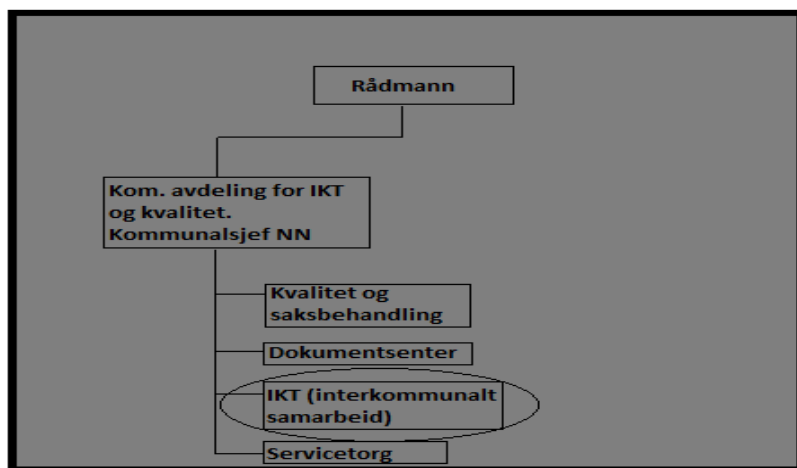 Rådmann
Kom. avdeling for IKT
og kvalitet.
Kommunalsjef NN
Kvalitet og
saksbehandling
Dokumentsenter
IKT (interkommunalt
samarbeid)
Servicetorg